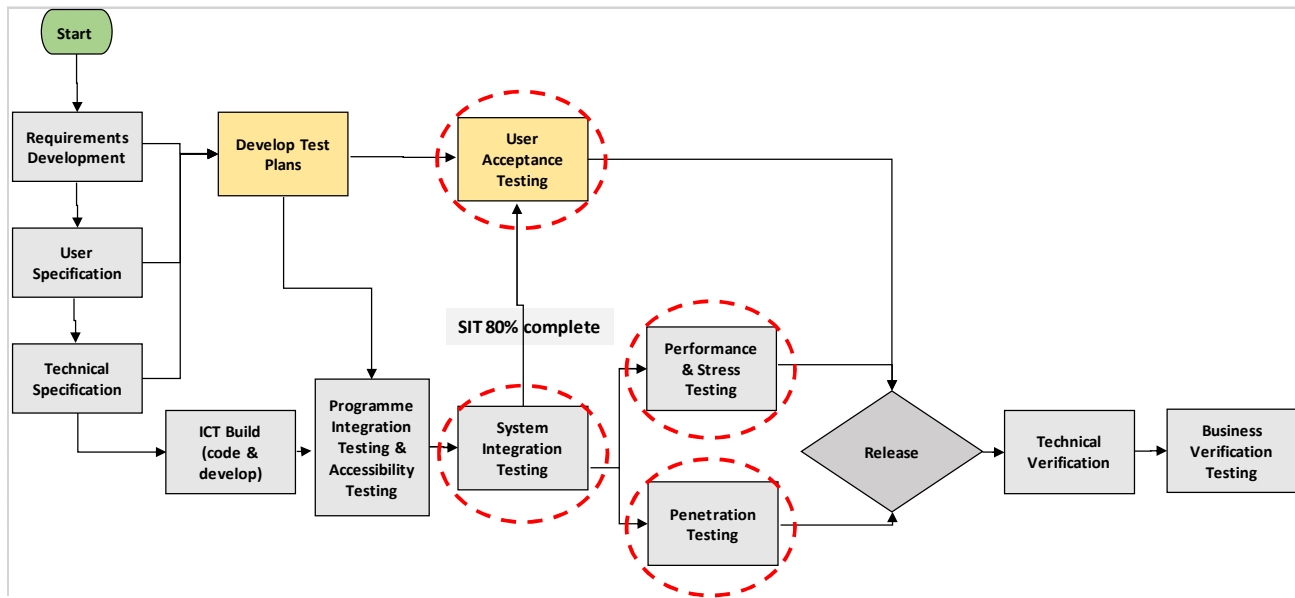 Start
Requirements
Development
Develop Test
Plans
User
Acceptance
Testing
User
Specification
SIT 80% complete
Technical
Specification
Performance
& Stress
Testing
Programme
Integration
Testing &
Accessibility
Testing
ICT Build
(code &
develop)
System
Integration
Testing
Release
Technical
Verification
Business
Verification
Testing
Penetration
Testing